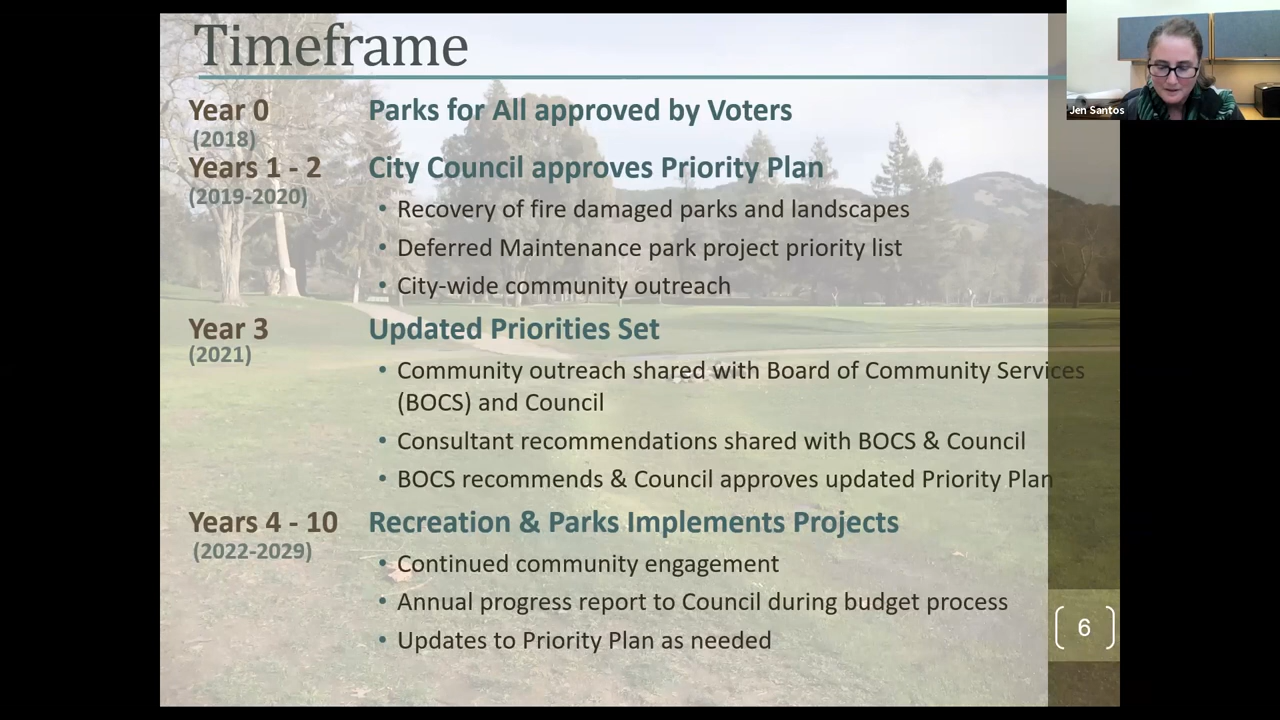 Timeframe
Jen Santos
Year 0 Parks for All approved by Voters
(2018)
Years 1 - 2 City Council approves Priority Plan
(2019-2020)
• Recovery of fire damaged parks and landscapes
• Deferred Maintenance park project priority list
• City-wide community outreach
Year 3 Updated Priorities Set
(2021)
• Community outreach shared with Board of Community Services
(BOCS) and Council
• Consultant recommendations shared with BOCS & Council
• BOCS recommends & Council approves updated Priority Plan
Years 4 - 10 Recreation & Parks Implements Projects
(2022-2029)
• Continued community engagement
• Annual progress report to Council during budget process
• Updates to Priority Plan as needed
6